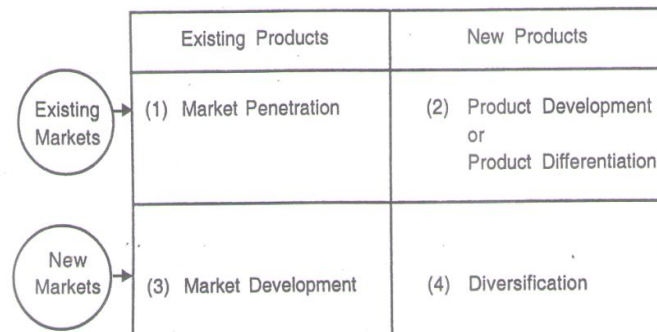 Existing Products
New Products
Existing
Markets
(1) Market Penetration
(2) Product Development
or
Product Differentiation
New
Markets
(3) Market Development
(4) Diversification